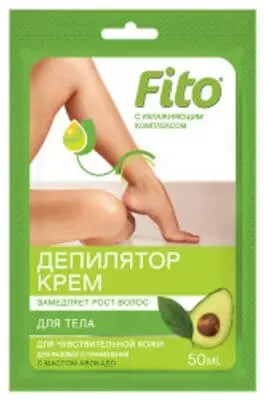 Fito®
С УВЛАЖНЯЮЩИМ
КОМПЛЕКСОМ
ДЕПИЛЯТОР
КРЕМ
ЗАМЕДЛЯЕТ РОСТ ВОЛОС
ДЛЯ ТЕЛА
ДЛЯ ЧУВСТВИТЕЛЬНОЙ КОЖИ
ДЛЯ РАЗОВОГО ПРИМЕНЕНИЯ
С МАСЛОМ АВОКАДО
50ML